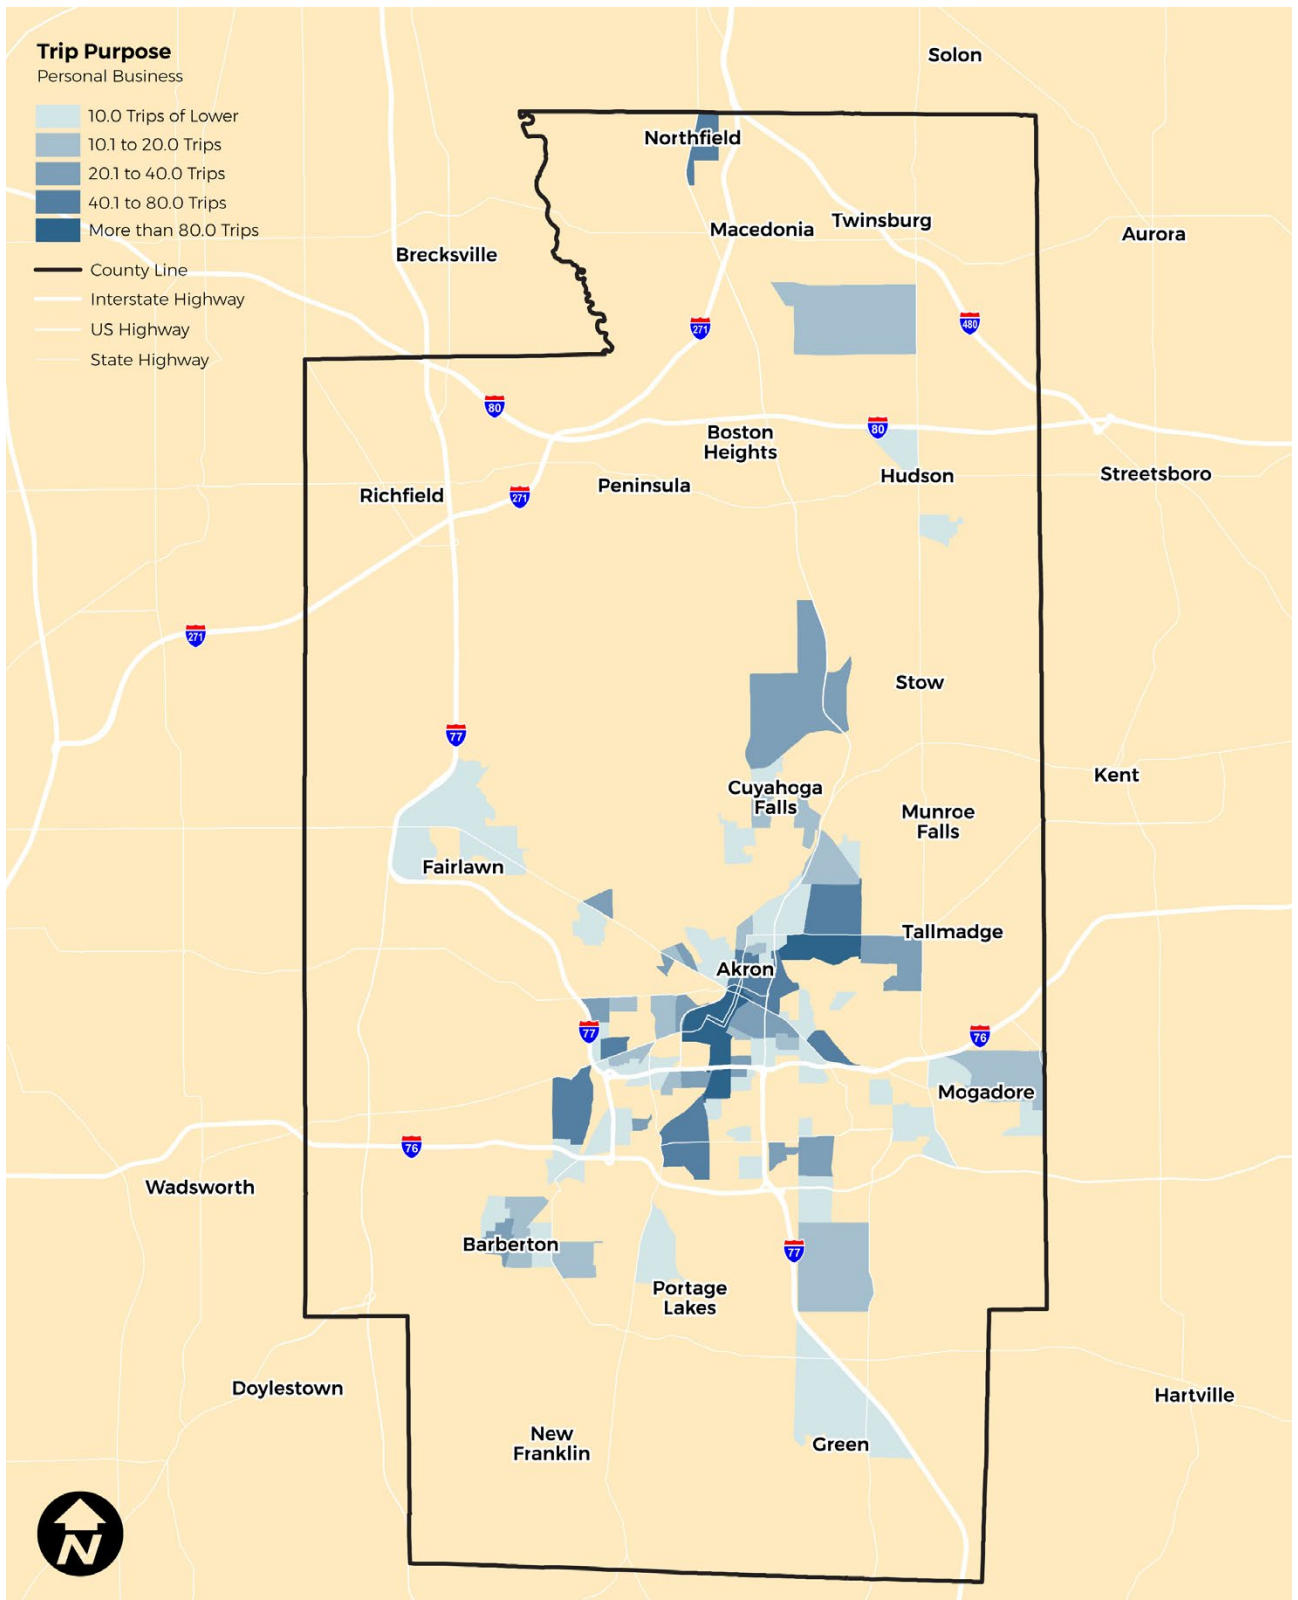 Trip Purpose
Personal Business
10.0 Trips of Lower
10.1 to 20.0 Trips
20.1 to 40.0 Trips
40.1 to 80.0 Trips
More than 80.0 Trips
County Line
Interstate Highway
US Highway
State Highway
Solon
Northfield
Macedonia
Twinsburg
Aurora
Brecksville
271
480
80
80
Boston
Heights
Hudson
Streetsboro
Richfield
271
Peninsula
271
Stow
77
Kent
Cuyahoga
Falls
Munroe
Falls
Fairlawn
Tallmadge
Akron
77
76
Mogadore
76
Wadsworth
Barberton
77
Portage
Lakes
Doylestown
Hartville
New
Franklin
Green
N